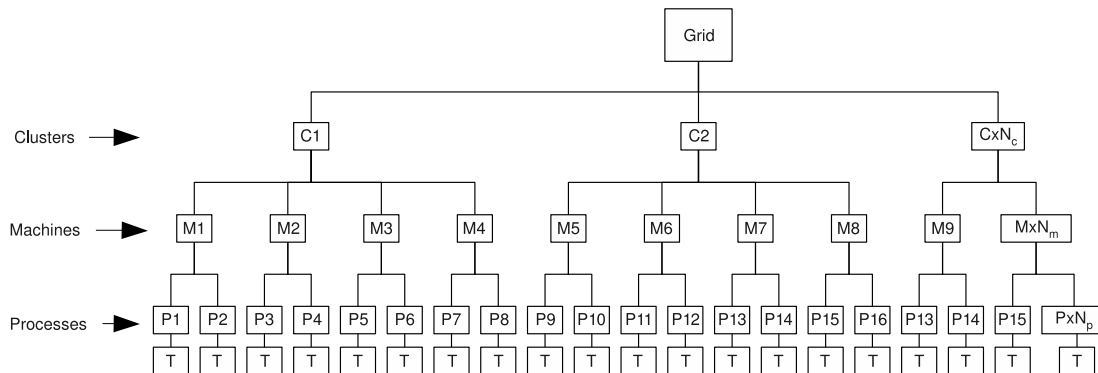 Grid
Clusters C1 C2 CxN_c
Machines M1 M2 M3 M4 M5 M6 M7 M8 M9 MxN_m
Processes P1 P2 P3 P4 P5 P6 P7 P8 P9 P10 P11 P12 P13 P14 P15 P16 P13 P14 P15 PxN_p
T T T T T T T T T T T T T T T T T T T T